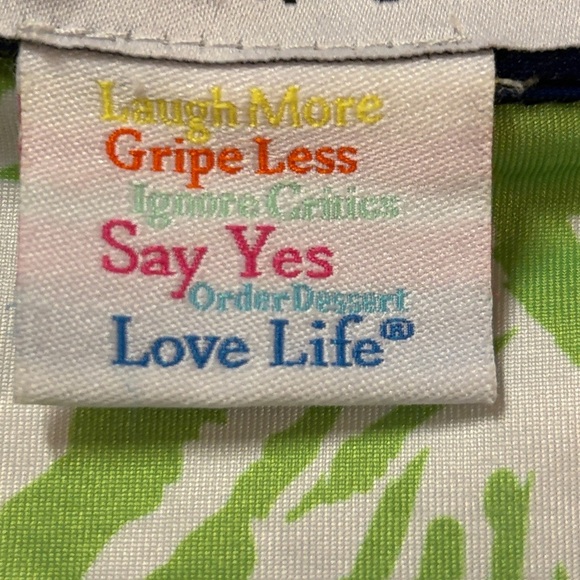 Laugh More
Gripe Less
Ignore Critics
Say Yes
Order Dessert
Love Life®